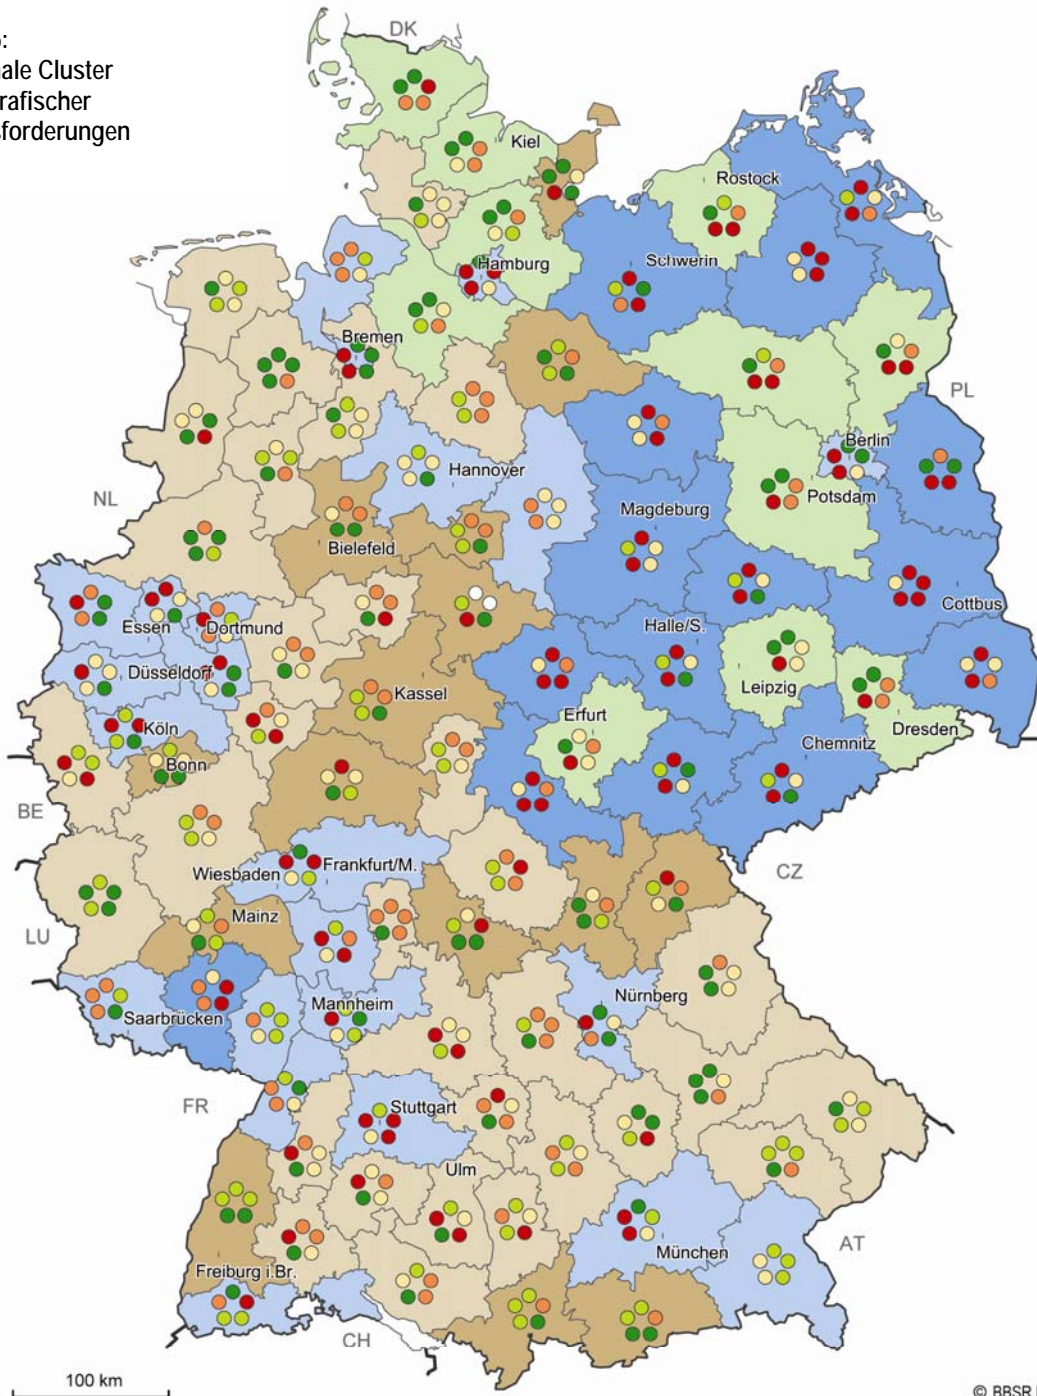 DK
:
ale Cluster
rafischer
sforderungen
Kiel
Rostock
Schwerin
Hamburg
Bremen
PL
Berlin
Hannover
NL
Potsdam
Magdeburg
Bielefeld
Cottbus
Essen
Dortmund
Halle/S.
Düsseldorf
Leipzig
Kassel
Erfurt
Dresden
Köln
Chemnitz
Bonn
BE
Wiesbaden
Frankfurt/M.
CZ
Mainz
LU
Nürnberg
Mannheim
Saarbrücken
FR
Stuttgart
Ulm
München
AT
Freiburg i.Br.
CH
100 km
© BBSR